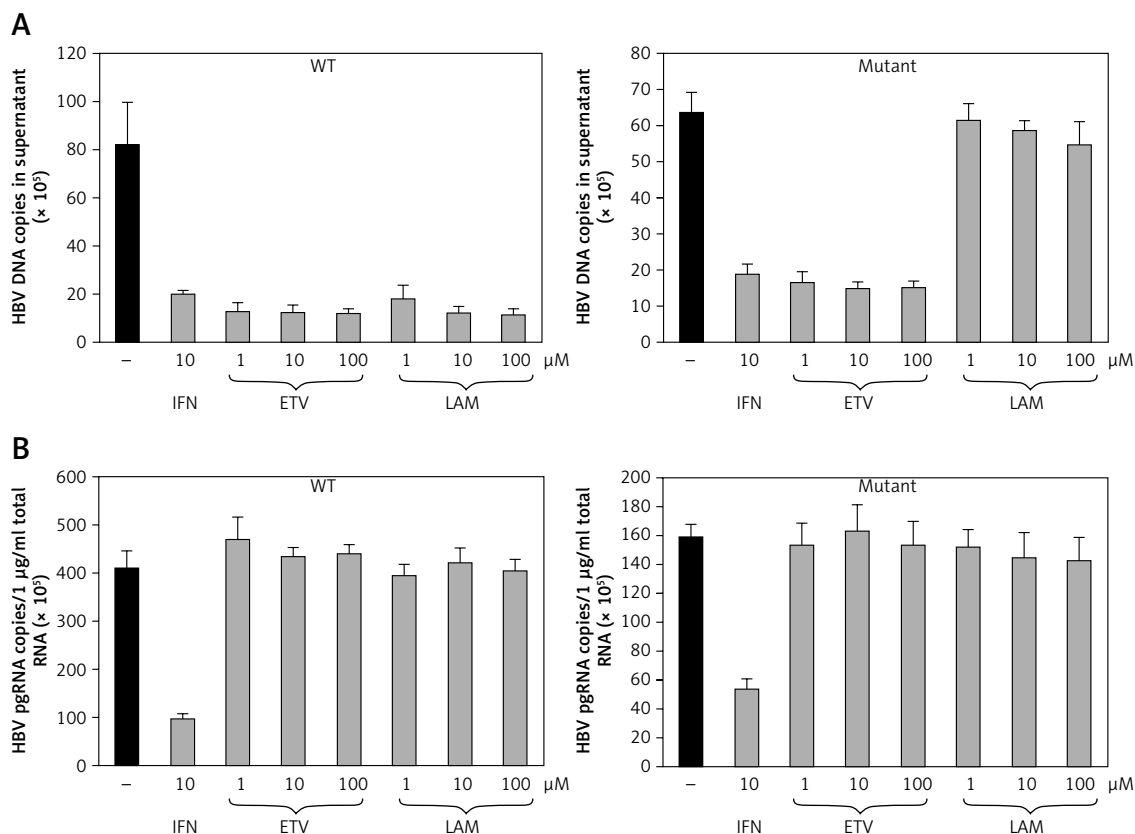 A
WT
HBV DNA copies in supernatant
(× 10⁵)
120
100
80
60
40
20
0
– 10 1 10 100 1 10 100 µM
IFN ETV LAM
Mutant
HBV DNA copies in supernatant
(× 10⁵)
80
70
60
50
40
30
20
10
0
– 10 1 10 100 1 10 100 µM
IFN ETV LAM
B
WT
HBV pgRNA copies/1 µg/ml total
RNA (× 10⁵)
600
500
400
300
200
100
0
– 10 1 10 100 1 10 100 µM
IFN ETV LAM
Mutant
HBV pgRNA copies/1 µg/ml total
RNA (× 10⁵)
200
180
160
140
120
100
80
60
40
20
0
– 10 1 10 100 1 10 100 µM
IFN ETV LAM